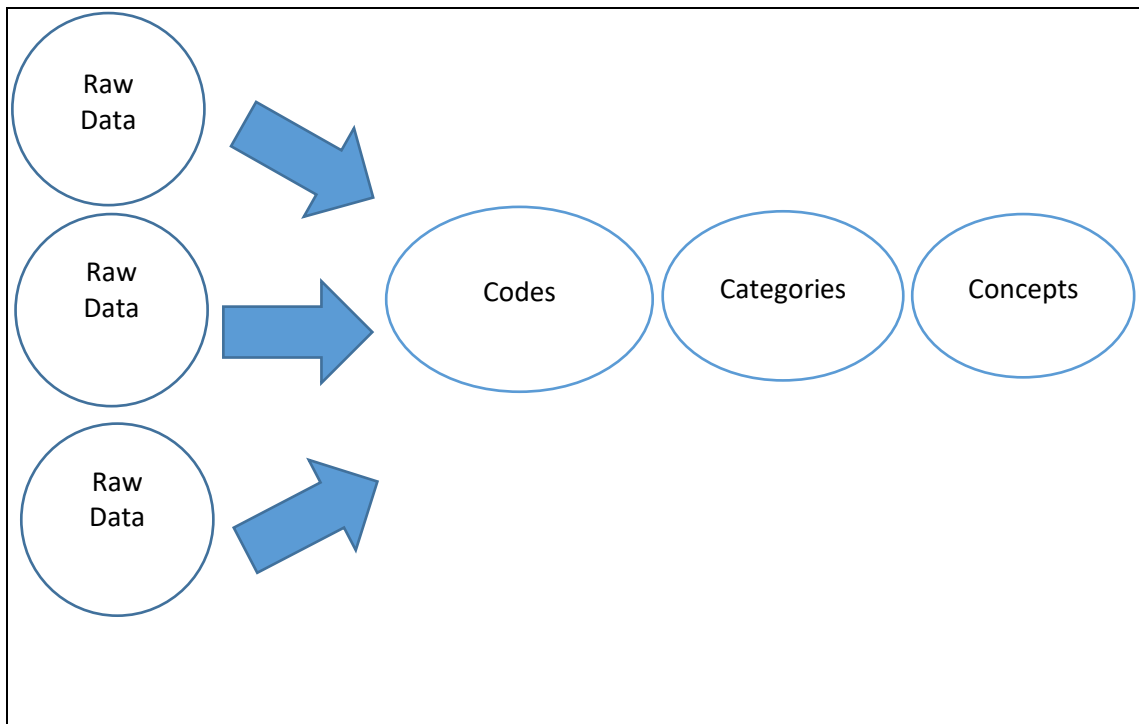 Raw
Data
Raw
Data
Codes
Categories
Concepts
Raw
Data